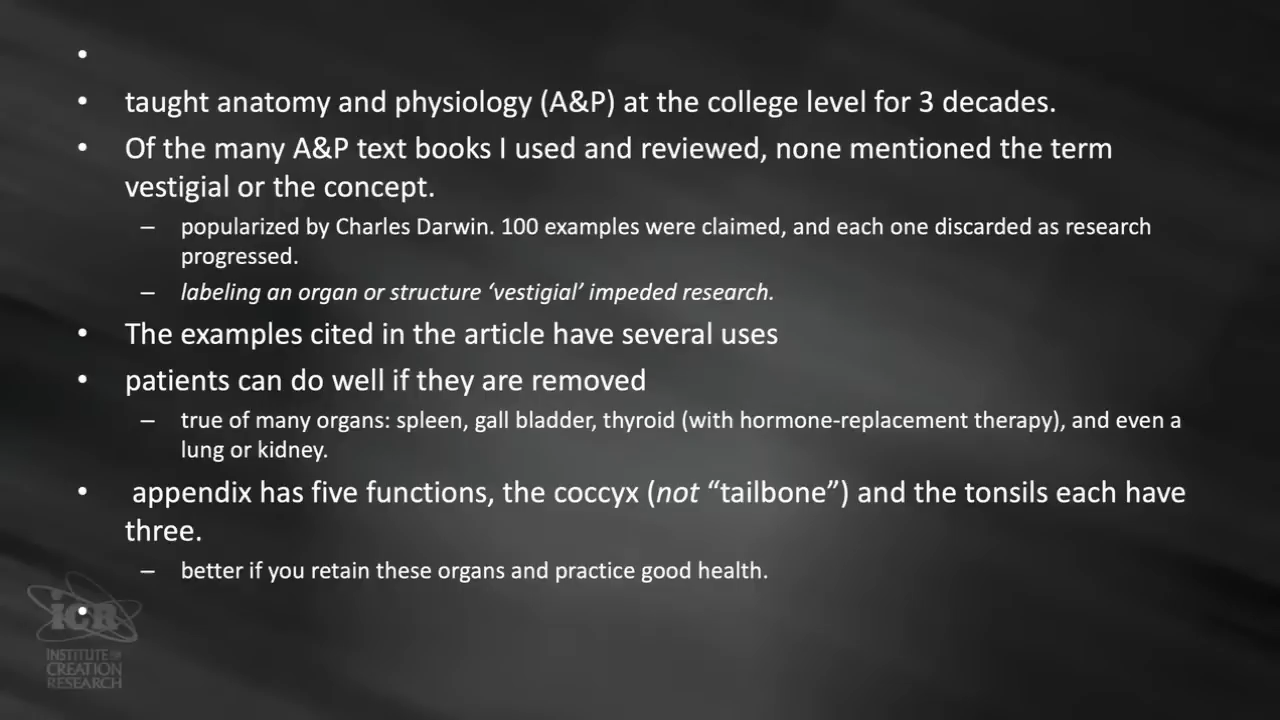 • 
• taught anatomy and physiology (A&P) at the college level for 3 decades.
• Of the many A&P text books I used and reviewed, none mentioned the term
vestigial or the concept.
– popularized by Charles Darwin. 100 examples were claimed, and each one discarded as research
progressed.
– labeling an organ or structure ‘vestigial’ impeded research.
• The examples cited in the article have several uses
• patients can do well if they are removed
– true of many organs: spleen, gall bladder, thyroid (with hormone-replacement therapy), and even a
lung or kidney.
• appendix has five functions, the coccyx (not “tailbone”) and the tonsils each have
three.
– better if you retain these organs and practice good health.
• 
iCR
INSTITUTE for
CREATION
RESEARCH